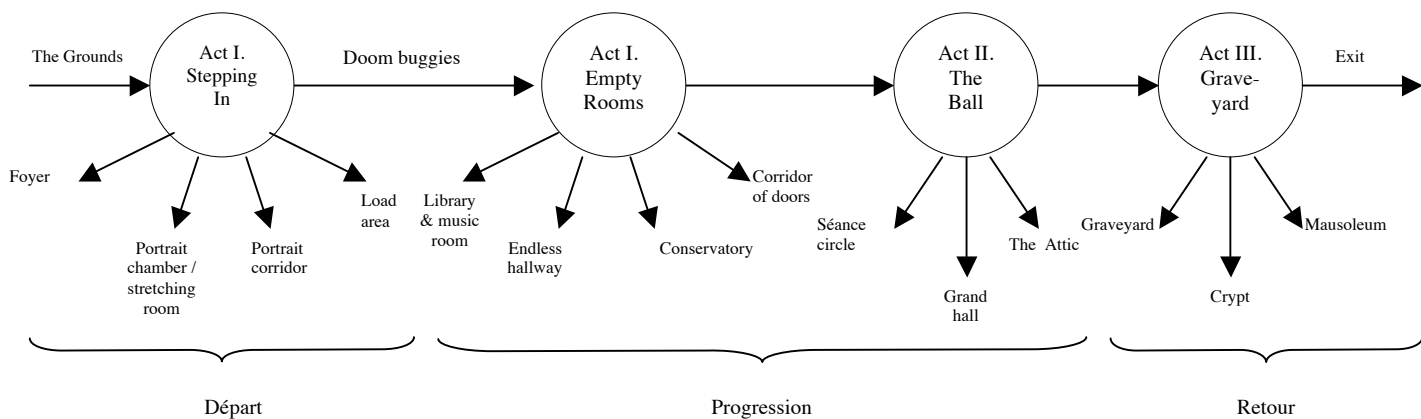 The Grounds
Act I.
Stepping
In
Doom buggies
Act I.
Empty
Rooms
Act II.
The
Ball
Act III.
Grave-
yard
Exit
Foyer
Portrait
chamber /
stretching
room
Portrait
corridor
Load
area
Library
& music
room
Endless
hallway
Conservatory
Corridor
of doors
Séance
circle
Grand
hall
The Attic
Graveyard
Crypt
Mausoleum
Départ
Progression
Retour